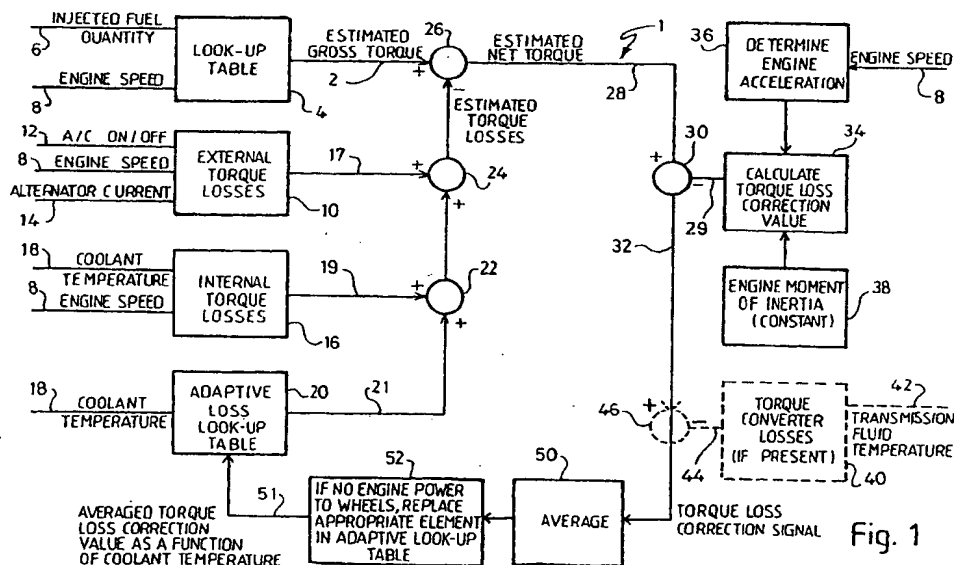 INJECTED FUEL
QUANTITY
6
ENGINE SPEED
8
LOOK-UP
TABLE
4
ESTIMATED
GROSS TORQUE
2
26
+
−
ESTIMATED
NET TORQUE
1
28
ESTIMATED
TORQUE
LOSSES
12
A/C ON/OFF
8
ENGINE SPEED
ALTERNATOR CURRENT
14
EXTERNAL
TORQUE
LOSSES
10
17
+
+
24
18
COOLANT
TEMPERATURE
8
ENGINE SPEED
INTERNAL
TORQUE
LOSSES
16
19
+
+
22
18
COOLANT
TEMPERATURE
ADAPTIVE
LOSS
LOOK-UP
TABLE
20
21
36
DETERMINE
ENGINE
ACCELERATION
ENGINE SPEED
8
30
+
−
29
34
CALCULATE
TORQUE LOSS
CORRECTION
VALUE
32
ENGINE MOMENT
OF INERTIA
(CONSTANT)
38
46
+
−
44
TORQUE
CONVERTER
LOSSES
(IF PRESENT)
40
42
TRANSMISSION
FLUID
TEMPERATURE
AVERAGED TORQUE
LOSS CORRECTION
VALUE AS A FUNCTION
OF COOLANT TEMPERATURE
51
52
IF NO ENGINE POWER
TO WHEELS, REPLACE
APPROPRIATE ELEMENT
IN ADAPTIVE LOOK-UP
TABLE
50
AVERAGE
TORQUE LOSS
CORRECTION SIGNAL
Fig. 1